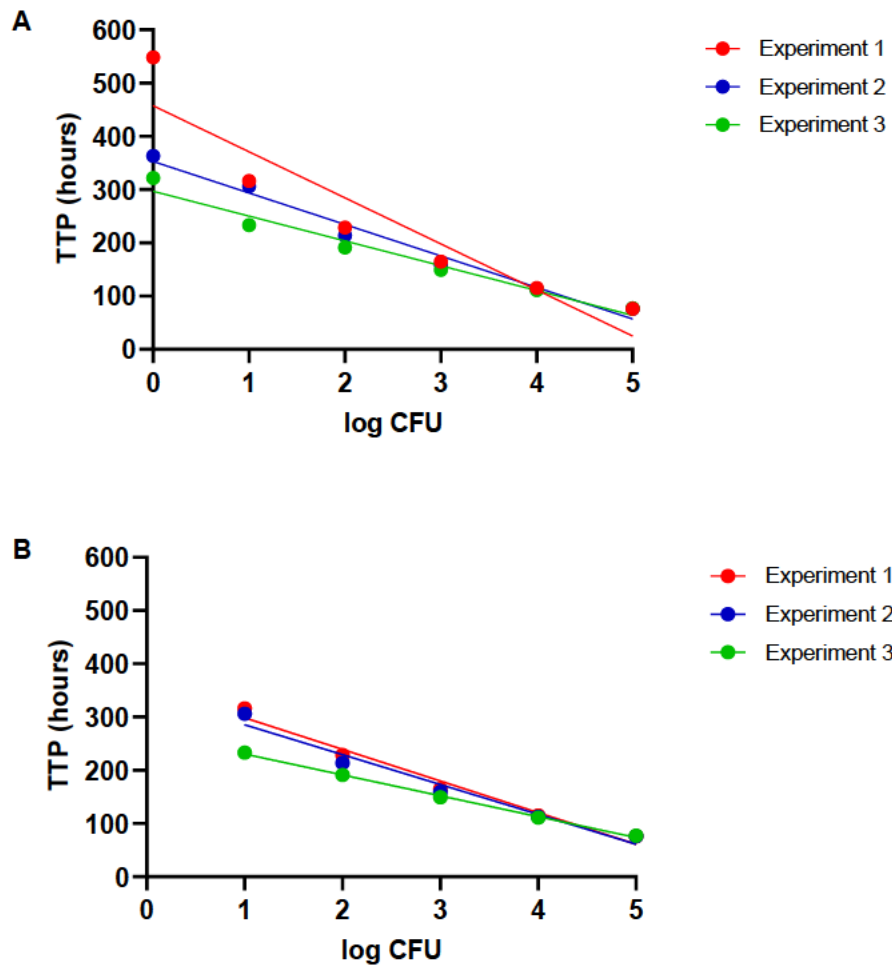 A
600
500
400
300
200
100
0
TTP (hours)
0 1 2 3 4 5
log CFU
Experiment 1
Experiment 2
Experiment 3
B
600
500
400
300
200
100
0
TTP (hours)
0 1 2 3 4 5
log CFU
Experiment 1
Experiment 2
Experiment 3